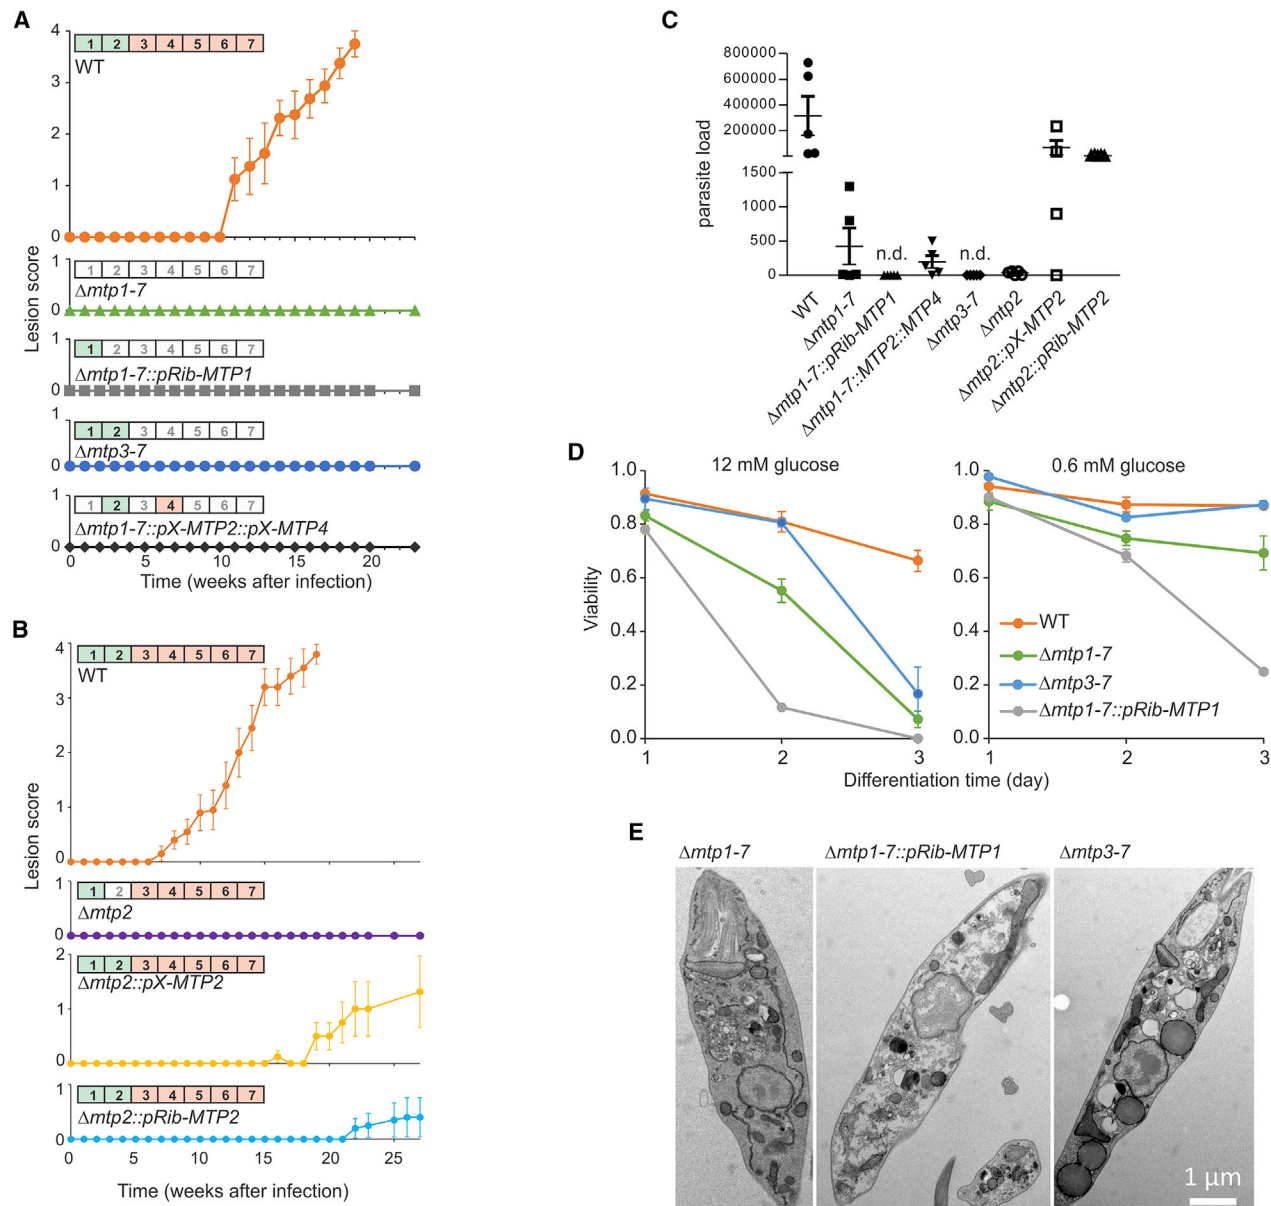 A
4
3
2
1
0
1 2 3 4 5 6 7
WT
Lesion score
1
0
1 2 3 4 5 6 7
Δmtp1-7
1
0
1 2 3 4 5 6 7
Δmtp1-7::pRib-MTP1
1
0
1 2 3 4 5 6 7
Δmtp3-7
1
0
1 2 3 4 5 6 7
Δmtp1-7::pX-MTP2::pX-MTP4
0 5 10 15 20
Time (weeks after infection)
B
4
3
2
1
0
1 2 3 4 5 6 7
WT
Lesion score
1
0
1 2 3 4 5 6 7
Δmtp2
2
1
0
1 2 3 4 5 6 7
Δmtp2::pX-MTP2
1
0
1 2 3 4 5 6 7
Δmtp2::pRib-MTP2
0 5 10 15 20 25
Time (weeks after infection)
C
parasite load
800000
600000
400000
200000
1500
1000
500
0
n.d.
n.d.
WT
Δmtp1-7
Δmtp1-7::pRib-MTP1
Δmtp1-7::MTP2::MTP4
Δmtp3-7
Δmtp2
Δmtp2::pX-MTP2
Δmtp2::pRib-MTP2
D
12 mM glucose
Viability
1.0
0.8
0.6
0.4
0.2
0.0
1 2 3
0.6 mM glucose
1.0
0.8
0.6
0.4
0.2
0.0
1 2 3
WT
Δmtp1-7
Δmtp3-7
Δmtp1-7::pRib-MTP1
Differentiation time (day)
E
Δmtp1-7
Δmtp1-7::pRib-MTP1
Δmtp3-7
1 μm